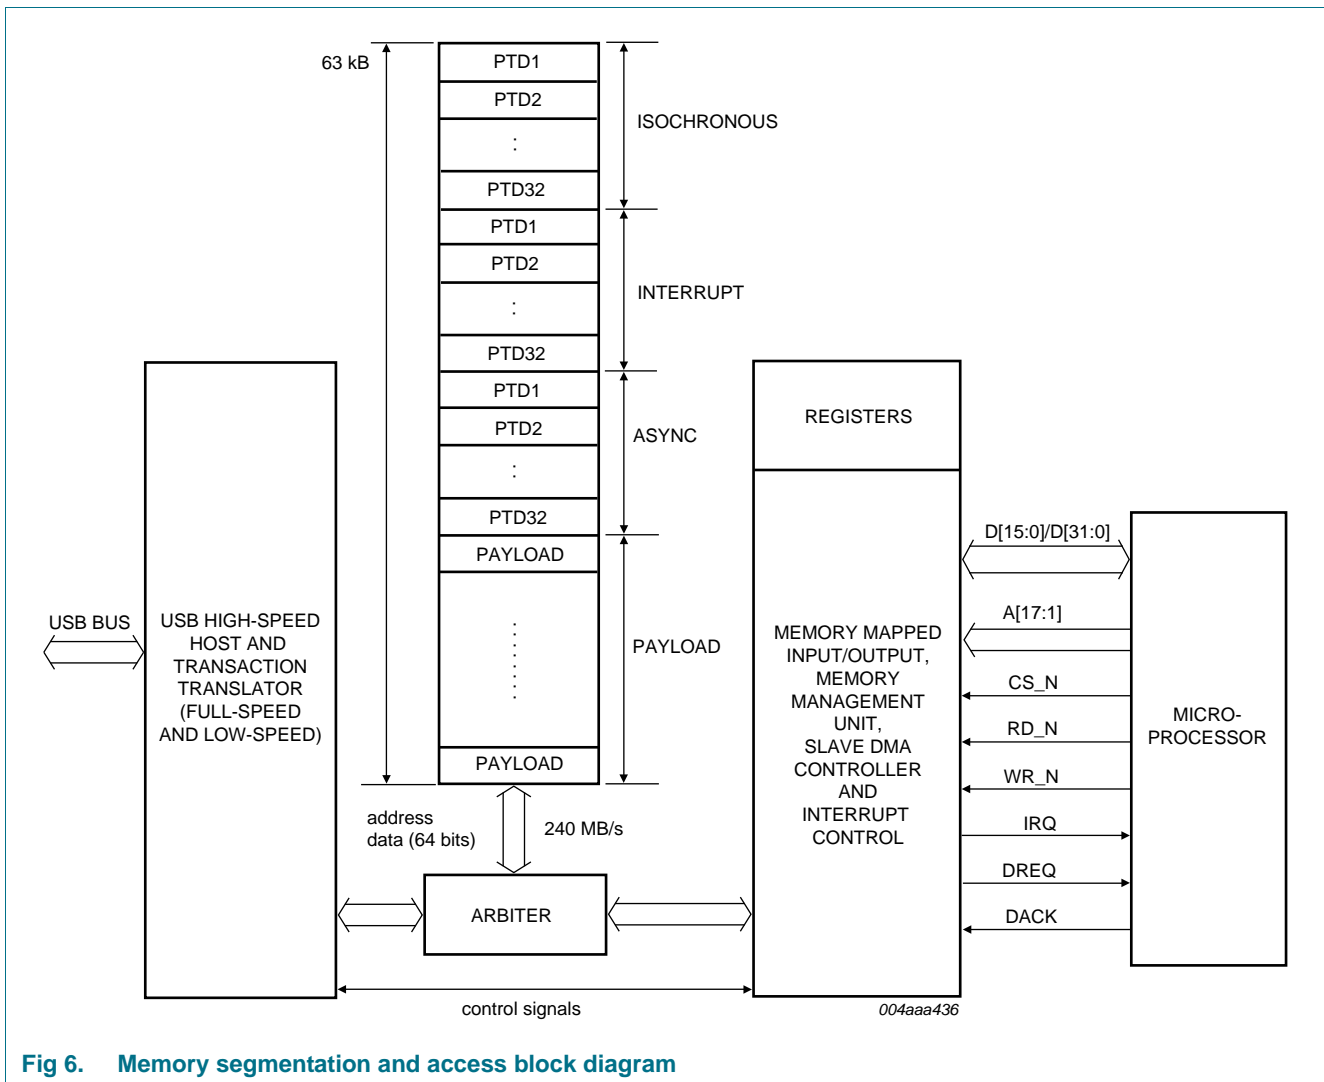 63 kB
PTD1
PTD2
:
PTD32
ISOCHRONOUS
PTD1
PTD2
:
PTD32
INTERRUPT
PTD1
PTD2
:
PTD32
ASYNC
PAYLOAD
PAYLOAD
PAYLOAD
USB BUS
USB HIGH-SPEED
HOST AND
TRANSACTION
TRANSLATOR
(FULL-SPEED
AND LOW-SPEED)
address
data (64 bits)
240 MB/s
ARBITER
control signals
REGISTERS
MEMORY MAPPED
INPUT/OUTPUT,
MEMORY
MANAGEMENT
UNIT,
SLAVE DMA
CONTROLLER
AND
INTERRUPT
CONTROL
D[15:0]/D[31:0]
A[17:1]
CS_N
RD_N
WR_N
IRQ
DREQ
DACK
MICRO-
PROCESSOR
004aaa436
Fig 6. Memory segmentation and access block diagram